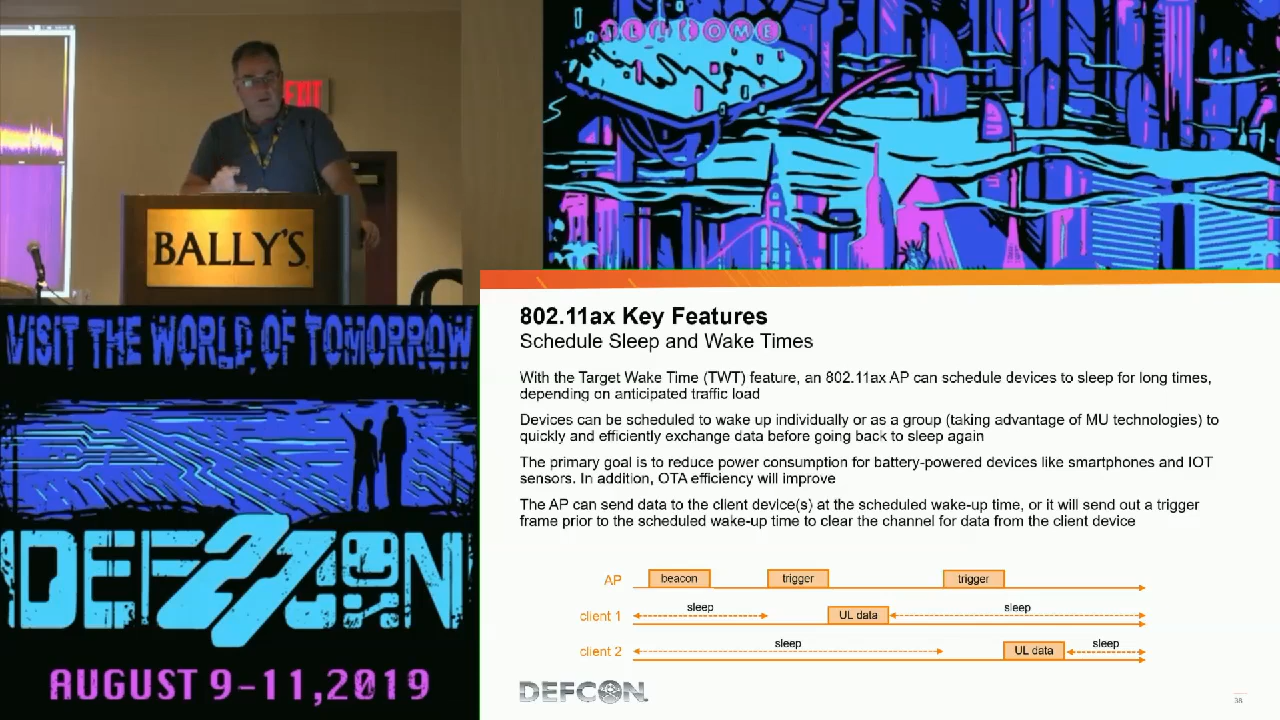 WELCOME
EXIT
BALLY'S
VISIT THE WORLD OF TOMORROW
DEFCON 27
AUGUST 9-11,2019
802.11ax Key Features
Schedule Sleep and Wake Times
With the Target Wake Time (TWT) feature, an 802.11ax AP can schedule devices to sleep for long times,
depending on anticipated traffic load
Devices can be scheduled to wake up individually or as a group (taking advantage of MU technologies) to
quickly and efficiently exchange data before going back to sleep again
The primary goal is to reduce power consumption for battery-powered devices like smartphones and IOT
sensors. In addition, OTA efficiency will improve
The AP can send data to the client device(s) at the scheduled wake-up time, or it will send out a trigger
frame prior to the scheduled wake-up time to clear the channel for data from the client device
AP beacon trigger trigger
client 1 sleep UL data sleep
client 2 sleep UL data sleep
DEFCON
38